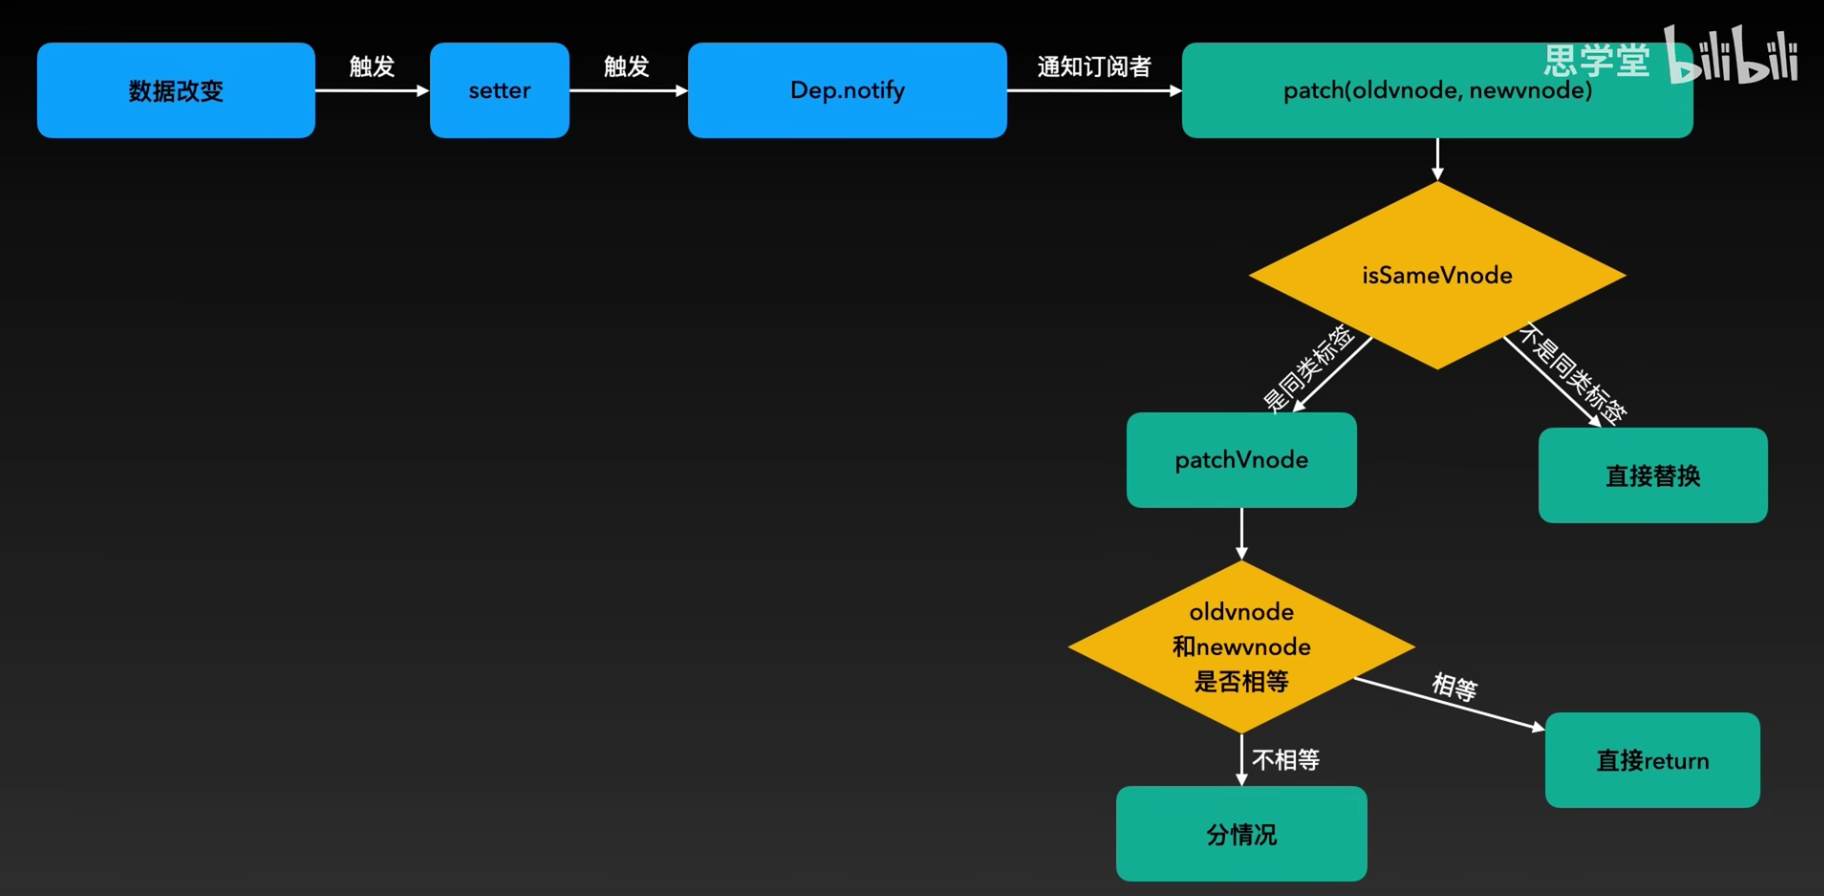 思学堂 bilibili
数据改变
触发
setter
触发
Dep.notify
通知订阅者
patch(oldvnode, newvnode)
isSameVnode
是同类标签
不是同类标签
patchVnode
直接替换
oldvnode
和newvnode
是否相等
相等
直接return
不相等
分情况